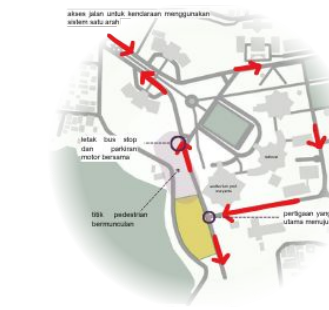 akses jalan untuk kendaraan menggunakan
sistem satu arah
letak bus stop
dan parkiran
motor bersama
titik pedestrian
bermunculan
pertigaan yang
utama menuju